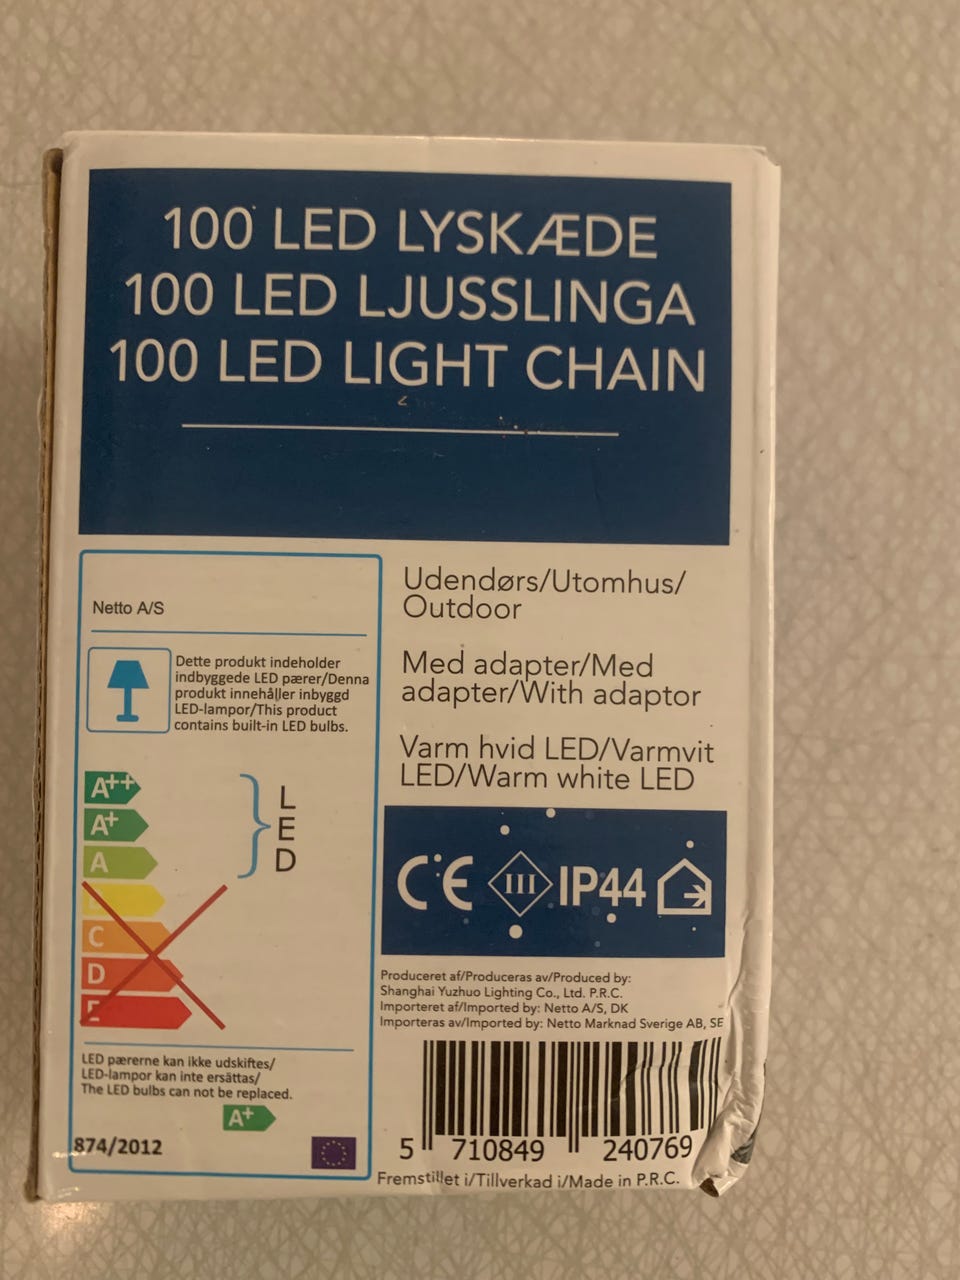 100 LED LYSKÆDE
100 LED LJUSSLINGA
100 LED LIGHT CHAIN
Netto A/S
Dette produkt indeholder
indbyggede LED pærer/Denna
produkt innehåller inbyggd
LED-lampor/This product
contains built-in LED bulbs.
A++
A+
A
C
D
E
L
E
D
LED pærerne kan ikke udskiftes/
LED-lampor kan inte ersättas/
The LED bulbs can not be replaced.
A+
874/2012
Udendørs/Utomhus/
Outdoor
Med adapter/Med
adapter/With adaptor
Varm hvid LED/Varmvit
LED/Warm white LED
CE III IP44
Produceret af/Produceras av/Produced by:
Shanghai Yuzhuo Lighting Co., Ltd. P.R.C.
Importeret af/Imported by: Netto A/S, DK
Importeras av/Imported by: Netto Marknad Sverige AB, SE
5 710849 240769
Fremstillet i/Tillverkad i/Made in P.R.C.